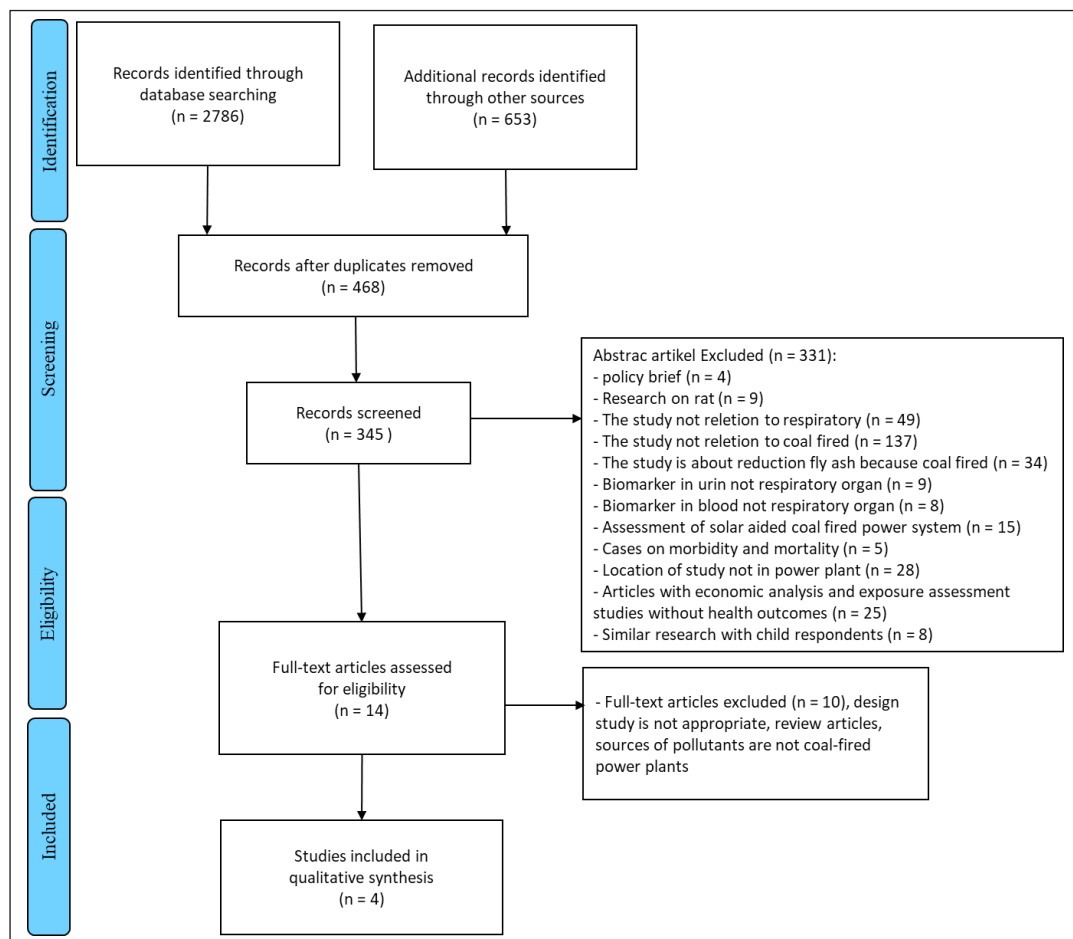 Identification
Records identified through
database searching
(n = 2786)
Additional records identified
through other sources
(n = 653)
Screening
Records after duplicates removed
(n = 468)
Records screened
(n = 345 )
Abstrac artikel Excluded (n = 331):
- policy brief (n = 4)
- Research on rat (n = 9)
- The study not reletion to respiratory (n = 49)
- The study not reletion to coal fired (n = 137)
- The study is about reduction fly ash because coal fired (n = 34)
- Biomarker in urin not respiratory organ (n = 9)
- Biomarker in blood not respiratory organ (n = 8)
- Assessment of solar aided coal fired power system (n = 15)
- Cases on morbidity and mortality (n = 5)
- Location of study not in power plant (n = 28)
- Articles with economic analysis and exposure assessment
studies without health outcomes (n = 25)
- Similar research with child respondents (n = 8)
Eligibility
Full-text articles assessed
for eligibility
(n = 14)
- Full-text articles excluded (n = 10), design
study is not appropriate, review articles,
sources of pollutants are not coal-fired
power plants
Included
Studies included in
qualitative synthesis
(n = 4)